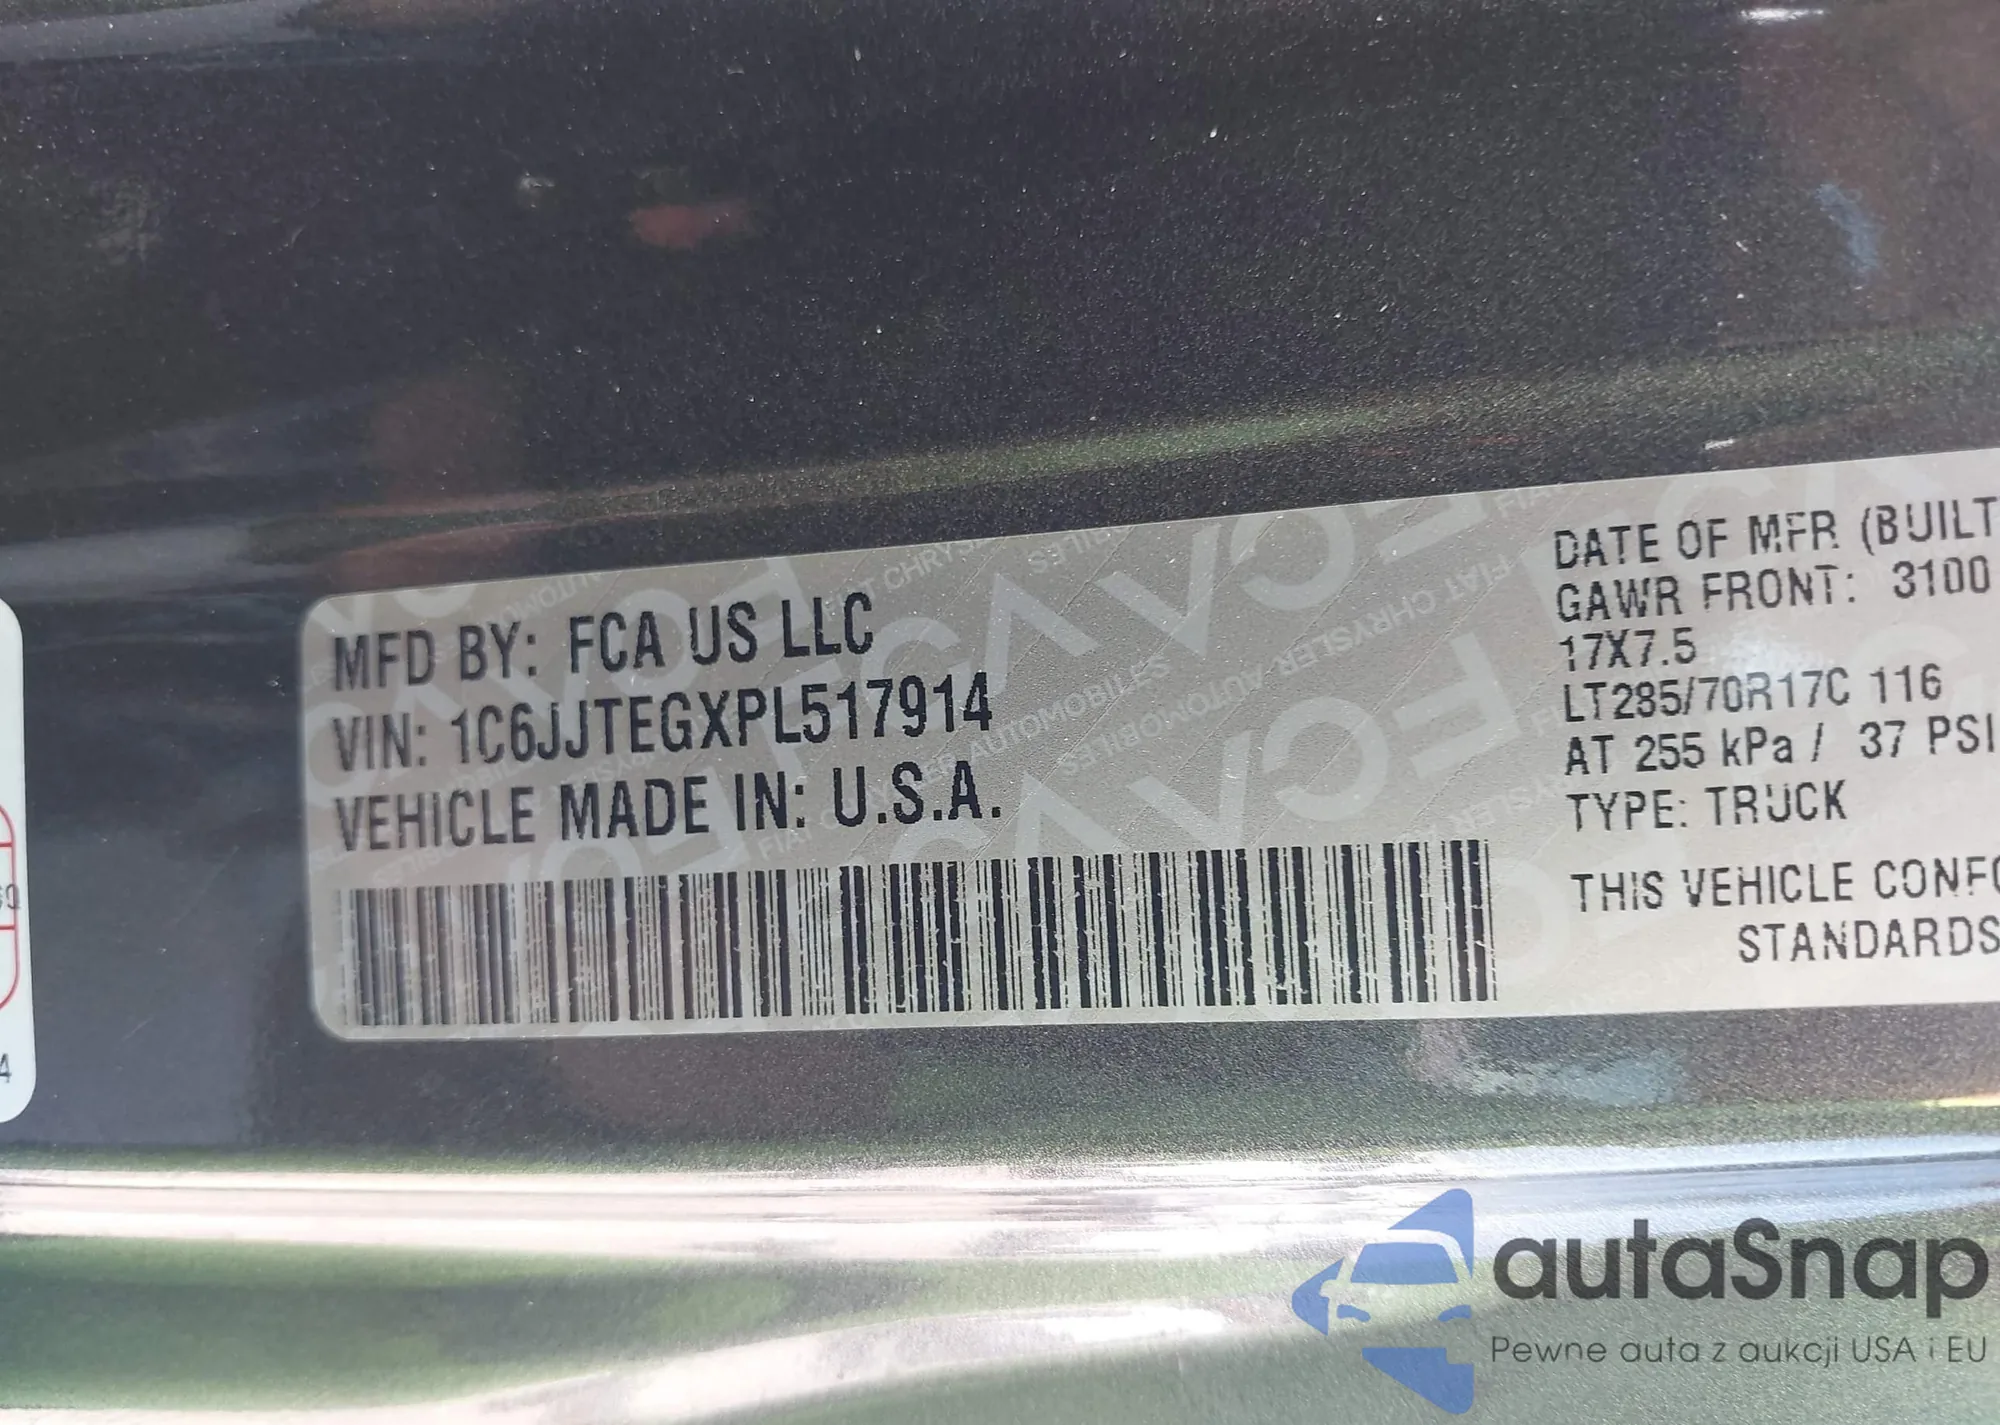 MFD BY: FCA US LLC
VIN: 1C6JJTEGXPL517914
VEHICLE MADE IN: U.S.A.
DATE OF MFR (BUILT
GAWR FRONT: 3100
17X7.5
LT285/70R17C 116
AT 255 kPa / 37 PSI
TYPE: TRUCK
THIS VEHICLE CONFO
STANDARDS
4
autaSnap
Pewne auta z aukcji USA i EU